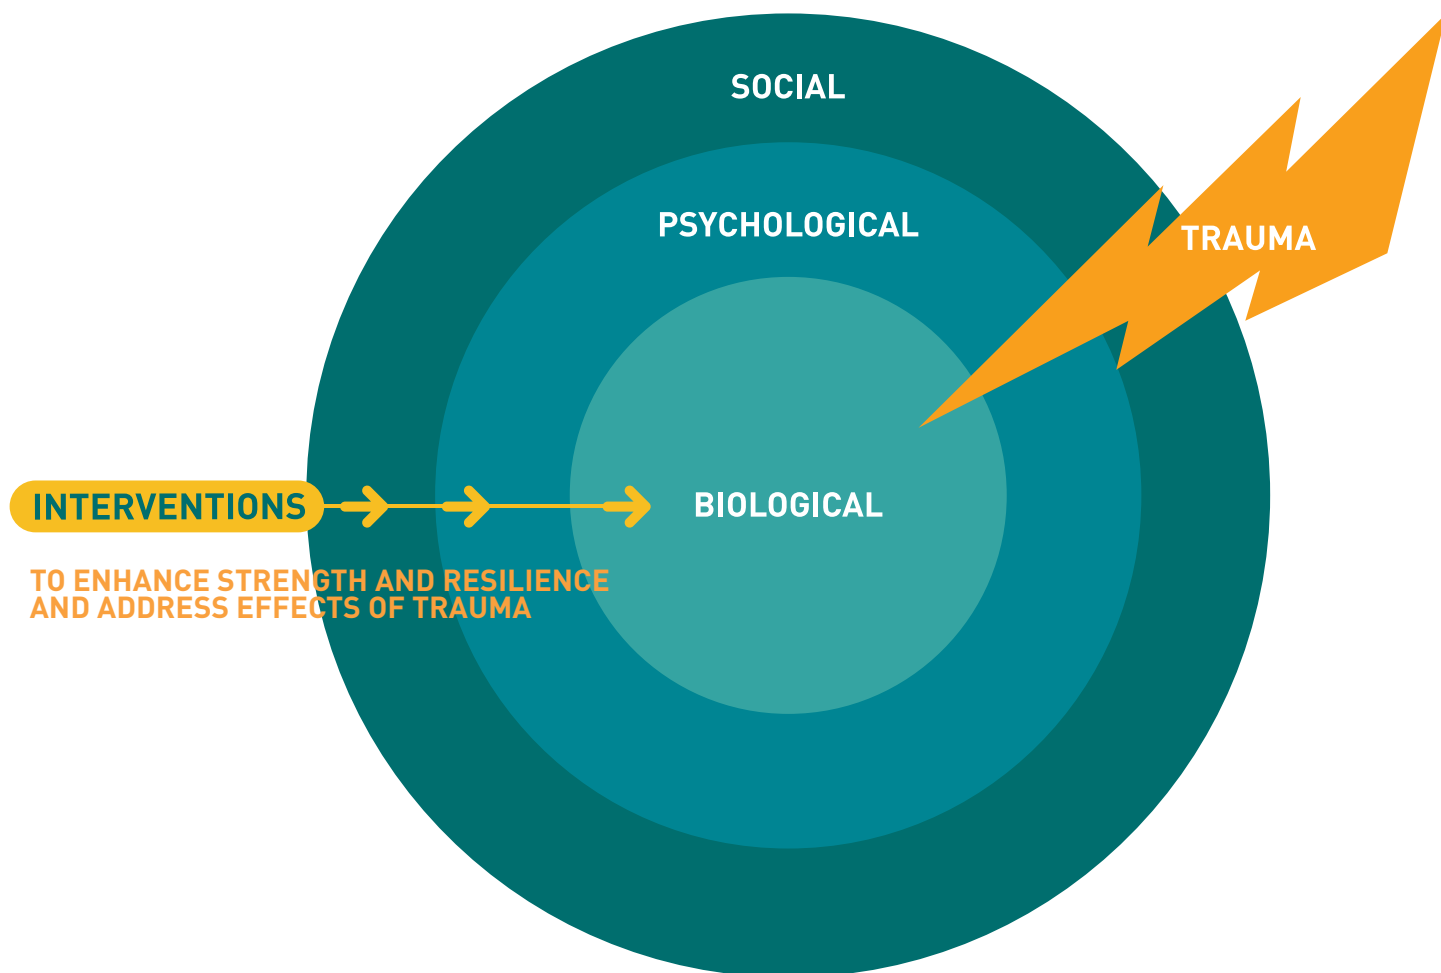 SOCIAL
PSYCHOLOGICAL
TRAUMA
INTERVENTIONS
BIOLOGICAL
TO ENHANCE STRENGTH AND RESILIENCE
AND ADDRESS EFFECTS OF TRAUMA